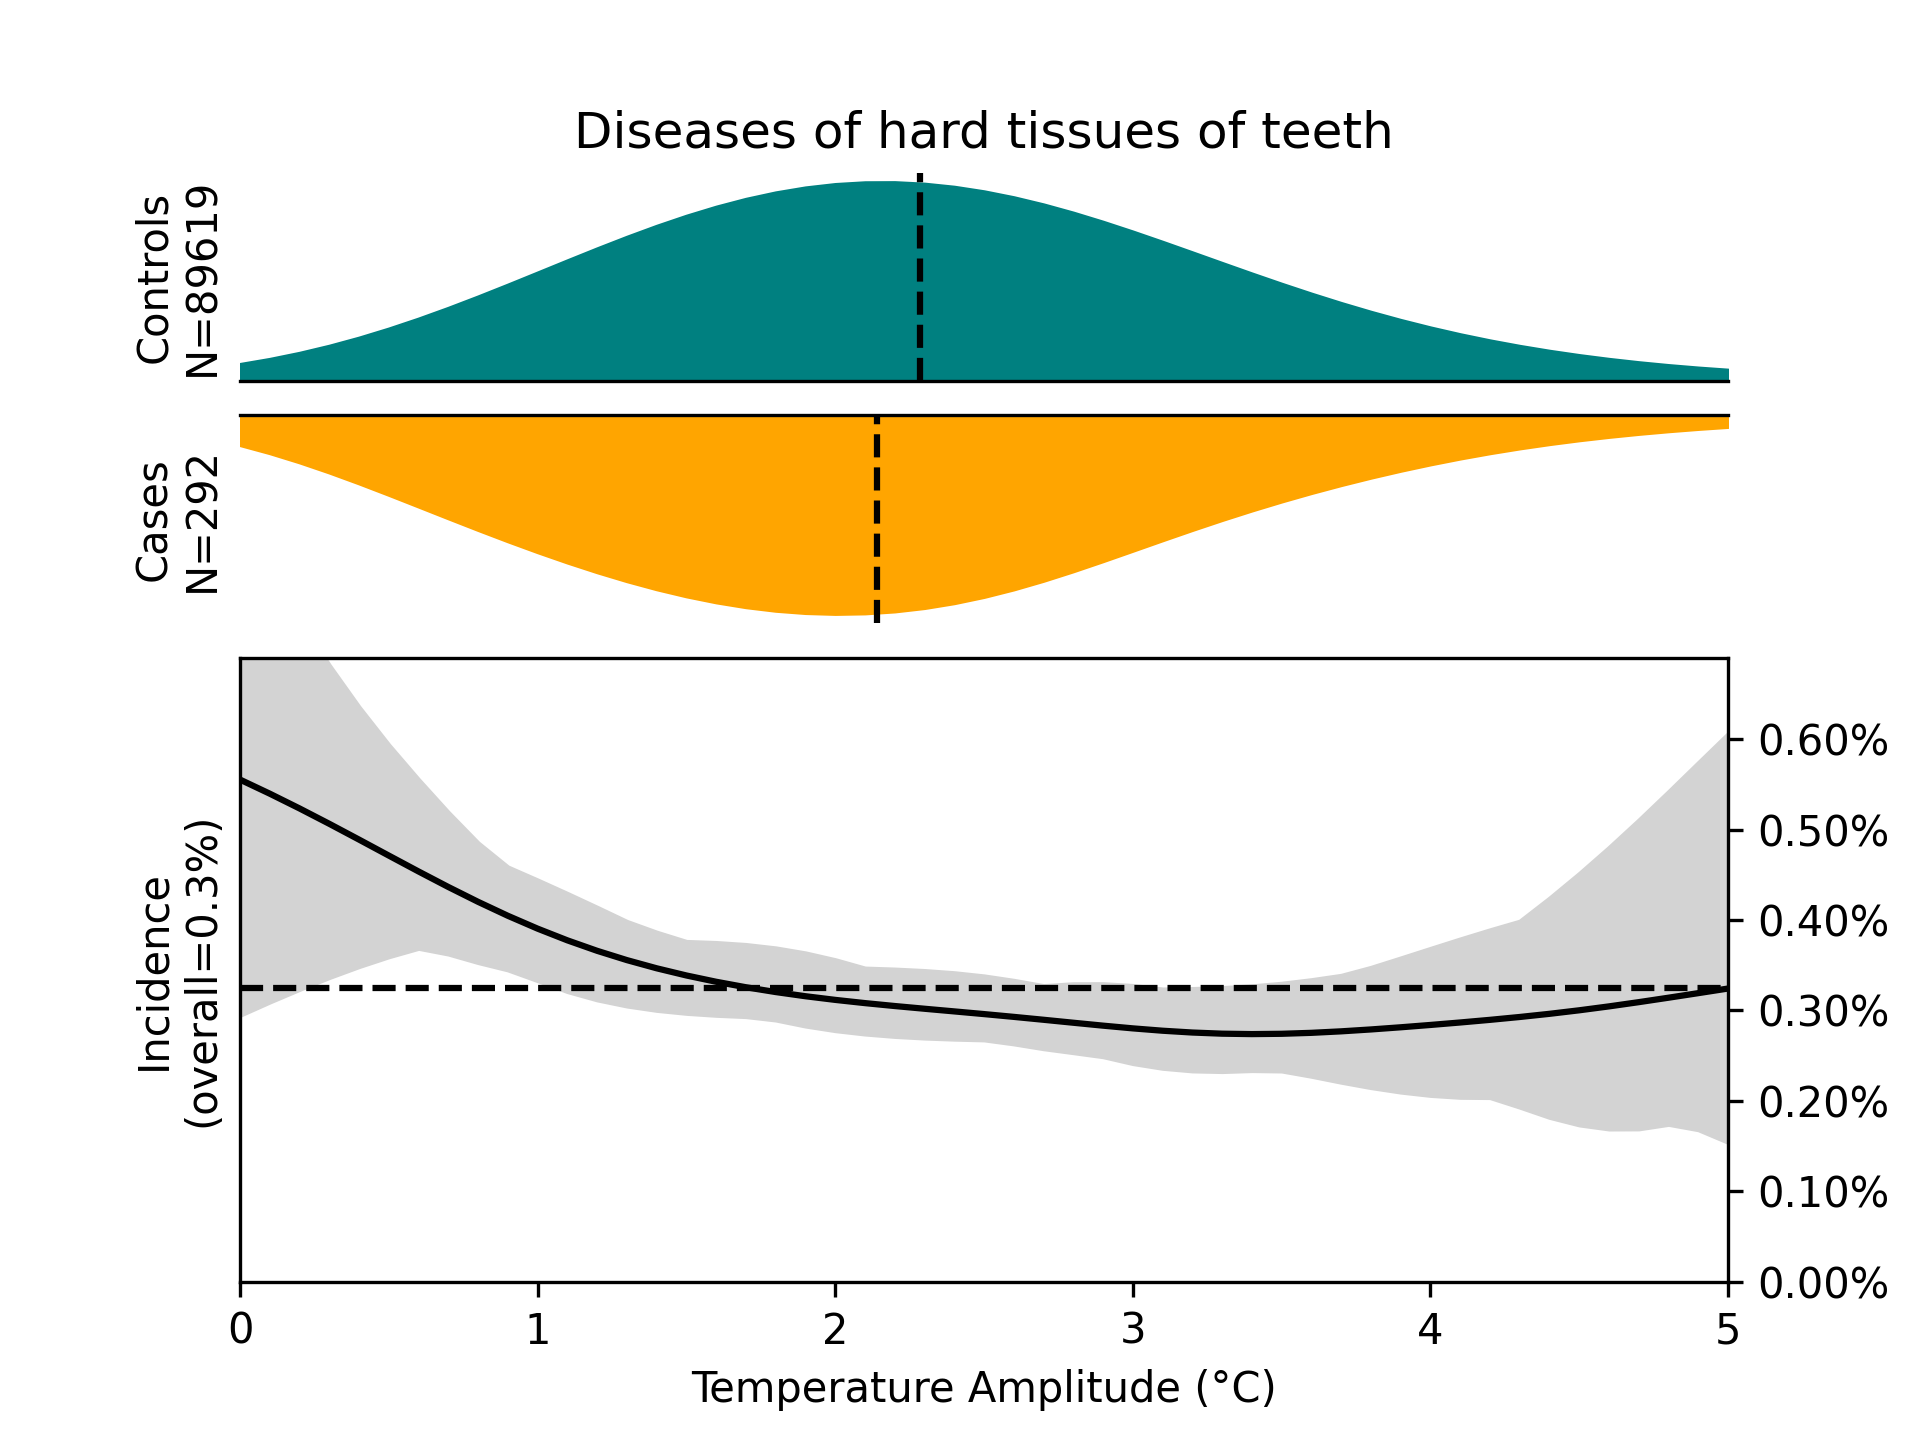 Diseases of hard tissues of teeth
Controls
N=89619
Cases
N=292
Incidence
(overall=0.3%)
0.60%
0.50%
0.40%
0.30%
0.20%
0.10%
0.00%
0 1 2 3 4 5
Temperature Amplitude (°C)